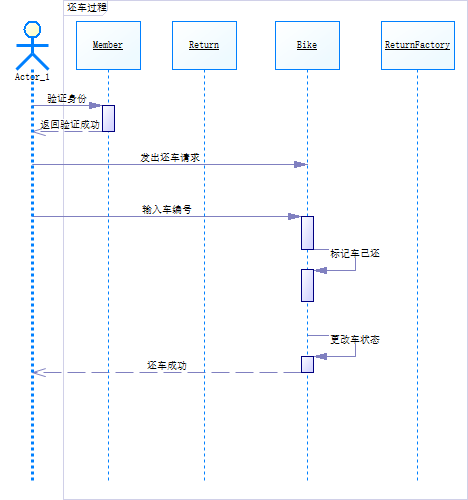 还车过程
Member
Return
Bike
ReturnFactory
Actor_1
验证身份
返回验证成功
发出还车请求
输入车编号
标记车已还
更改车状态
还车成功